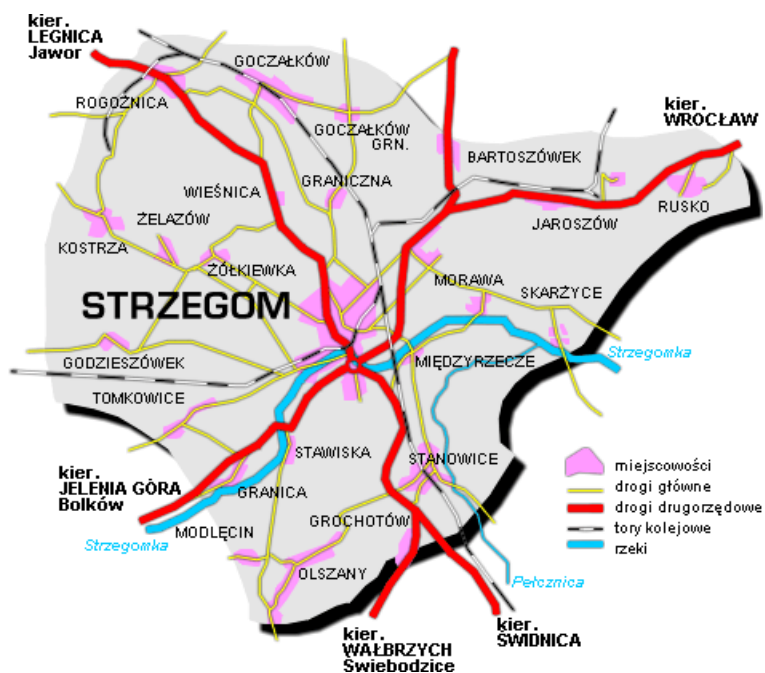 kier.
LEGNICA
Jawor
GOCZAŁKÓW
ROGOŹNICA
GOCZAŁKÓW
GRN.
kier.
WROCŁAW
BARTOSZÓWEK
WIEŚNICA
GRANICZNA
ŻELAZÓW
JAROSZÓW
RUSKO
KOSTRZA
ŻÓŁKIEWKA
MORAWA
SKARŻYCE
STRZEGOM
GODZIESZÓWEK
MIĘDZYRZECZE
Strzegomka
TOMKOWICE
STAWISKA
STANOWICE
kier.
JELENIA GÓRA
Bolków
GRANICA
GROCHOTÓW
MODLĘCIN
Strzegomka
OLSZANY
Pełcznica
miejscowości
drogi główne
drogi drugorzędowe
tory kolejowe
rzeki
kier.
WAŁBRZYCH
Świebodzice
kier.
ŚWIDNICA